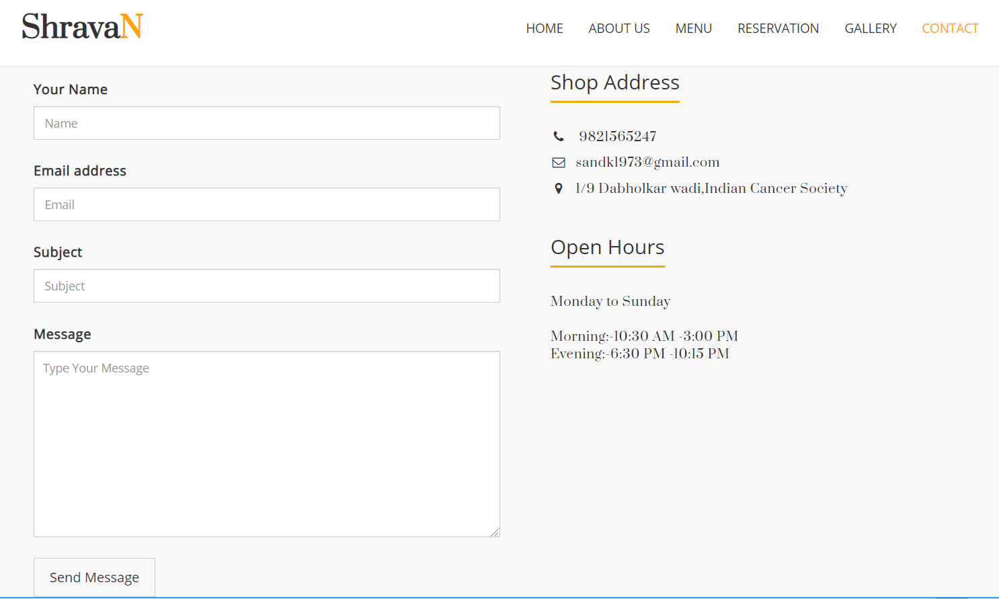 ShravaN
HOME ABOUT US MENU RESERVATION GALLERY CONTACT
Your Name
Name
Email address
Email
Subject
Subject
Message
Type Your Message
Send Message
Shop Address
9821565247
sandk1973@gmail.com
1/9 Dabholkar wadi,Indian Cancer Society
Open Hours
Monday to Sunday
Morning:-10:30 AM -3:00 PM
Evening:-6:30 PM -10:15 PM